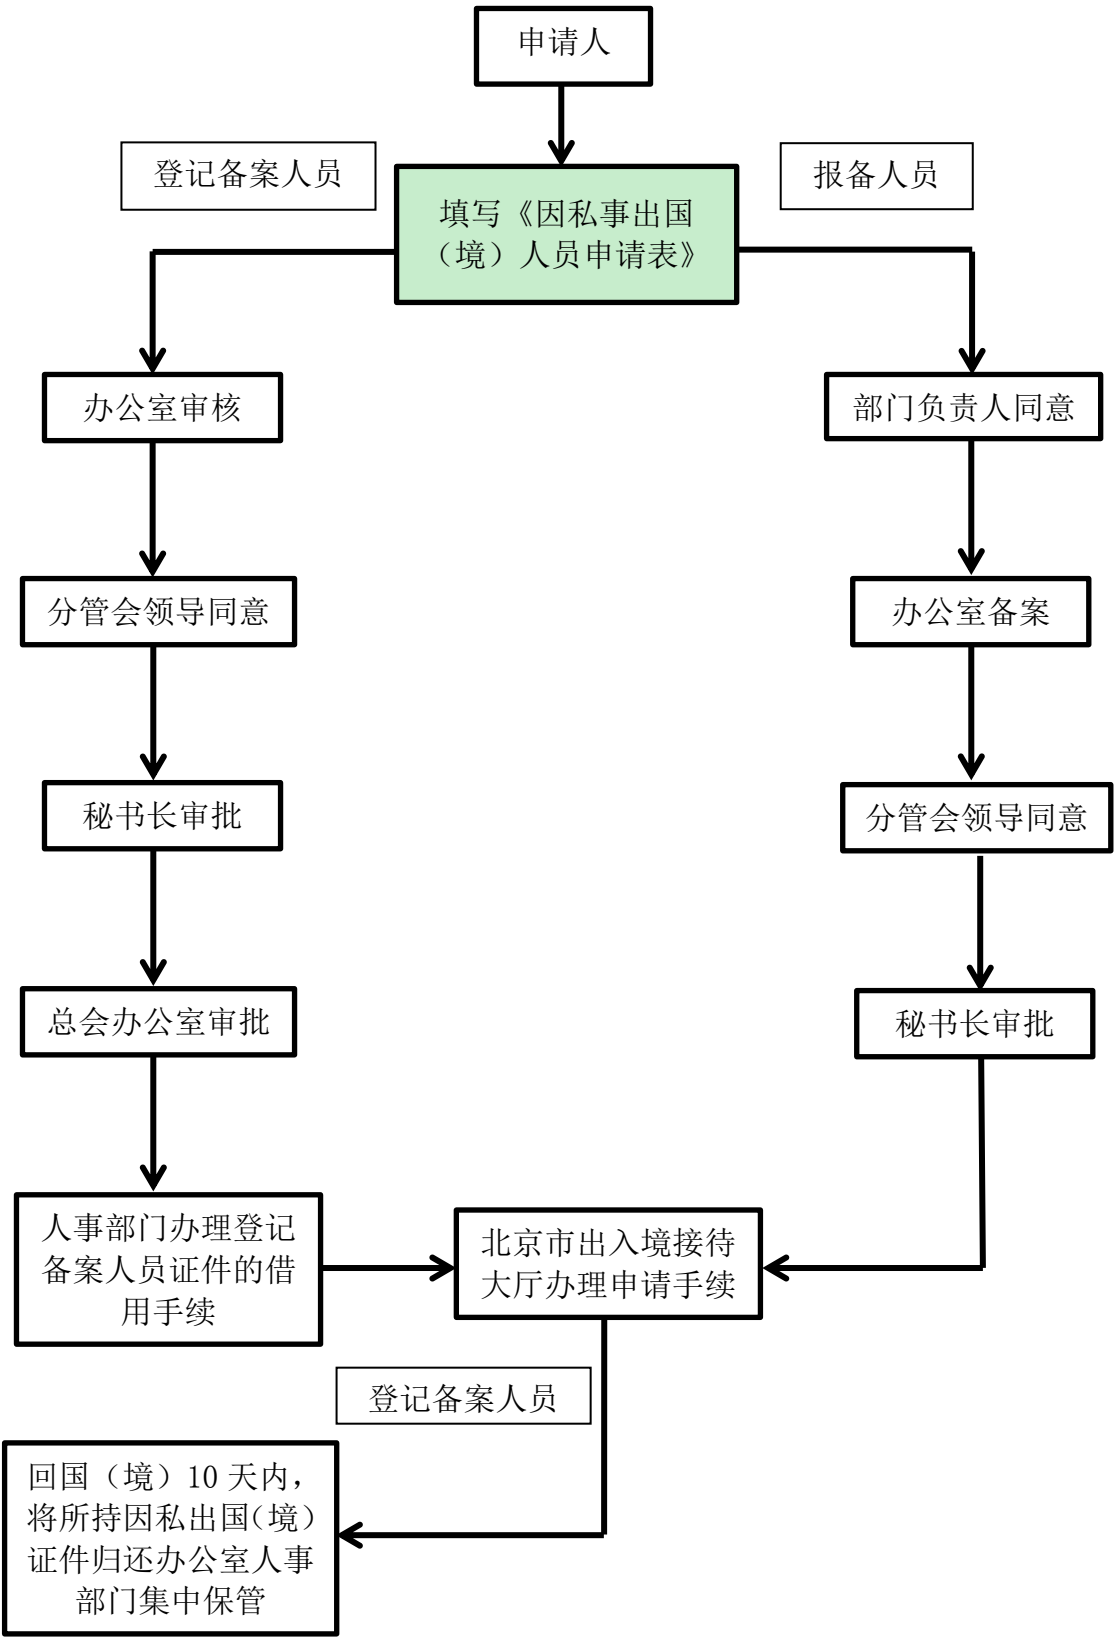 申请人
登记备案人员
报备人员
填写《因私事出国
（境）人员申请表》
办公室审核
部门负责人同意
分管会领导同意
办公室备案
秘书长审批
分管会领导同意
总会办公室审批
秘书长审批
人事部门办理登记
备案人员证件的借
用手续
北京市出入境接待
大厅办理申请手续
登记备案人员
回国（境）10 天内，
将所持因私出国（境）
证件归还办公室人事
部门集中保管